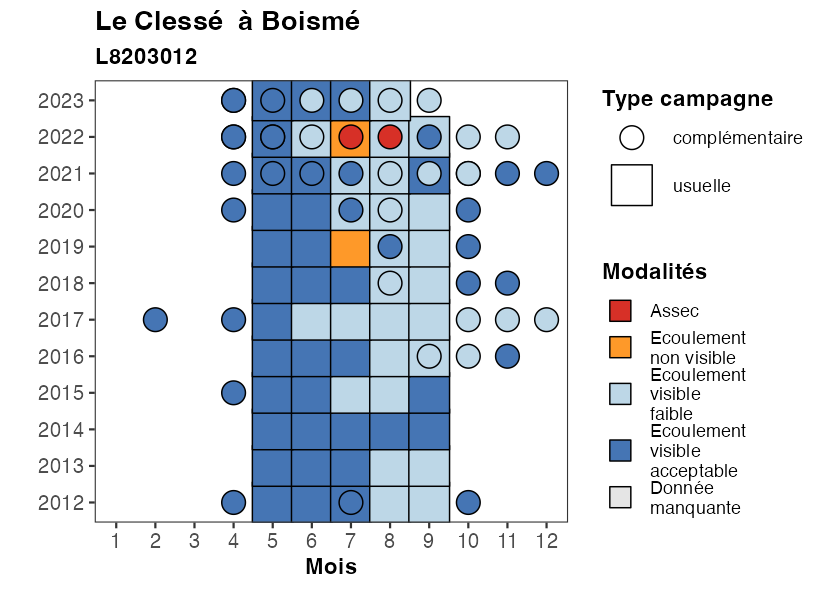 Le Clessé  à Boismé
L8203012
2023
2022
2021
2020
2019
2018
2017
2016
2015
2014
2013
2012
1 2 3 4 5 6 7 8 9 10 11 12
Mois
Type campagne
complémentaire
usuelle
Modalités
Assec
Ecoulement
non visible
Ecoulement
visible
faible
Ecoulement
visible
acceptable
Donnée
manquante